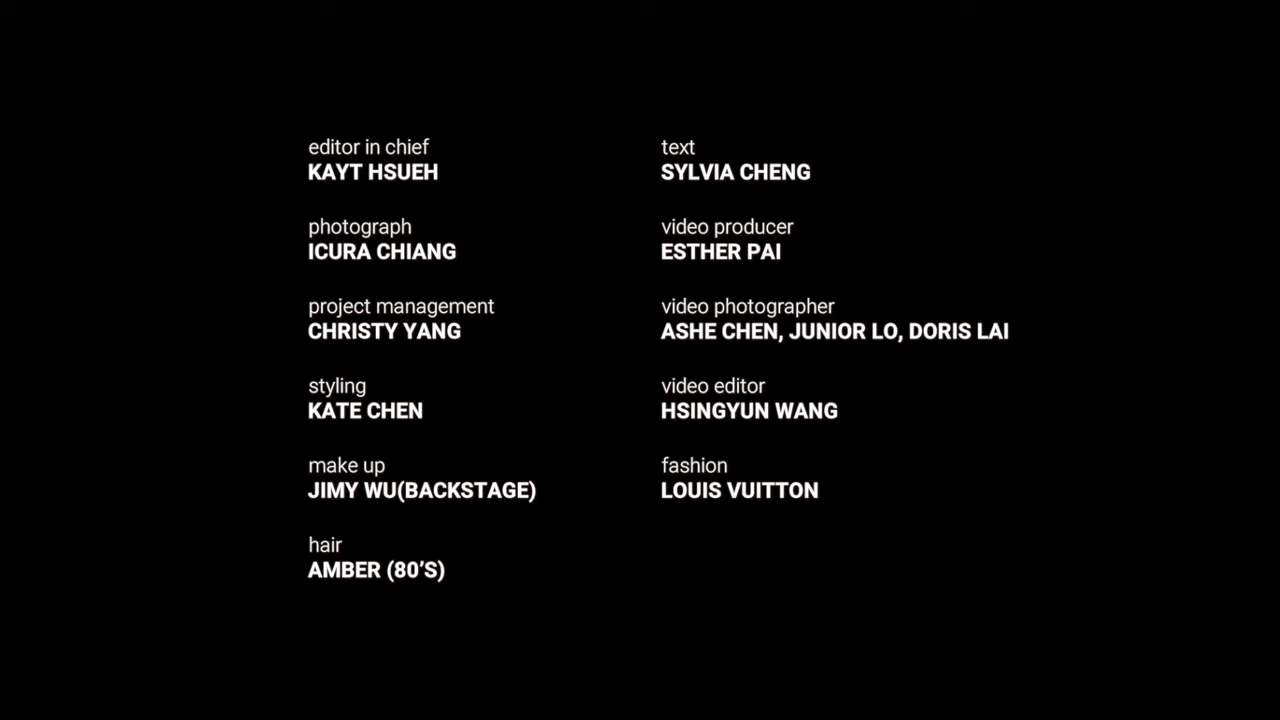 editor in chief
KAYT HSUEH
photograph
ICURA CHIANG
project management
CHRISTY YANG
styling
KATE CHEN
make up
JIMY WU(BACKSTAGE)
hair
AMBER (80’S)
text
SYLVIA CHENG
video producer
ESTHER PAI
video photographer
ASHE CHEN, JUNIOR LO, DORIS LAI
video editor
HSINGYUN WANG
fashion
LOUIS VUITTON